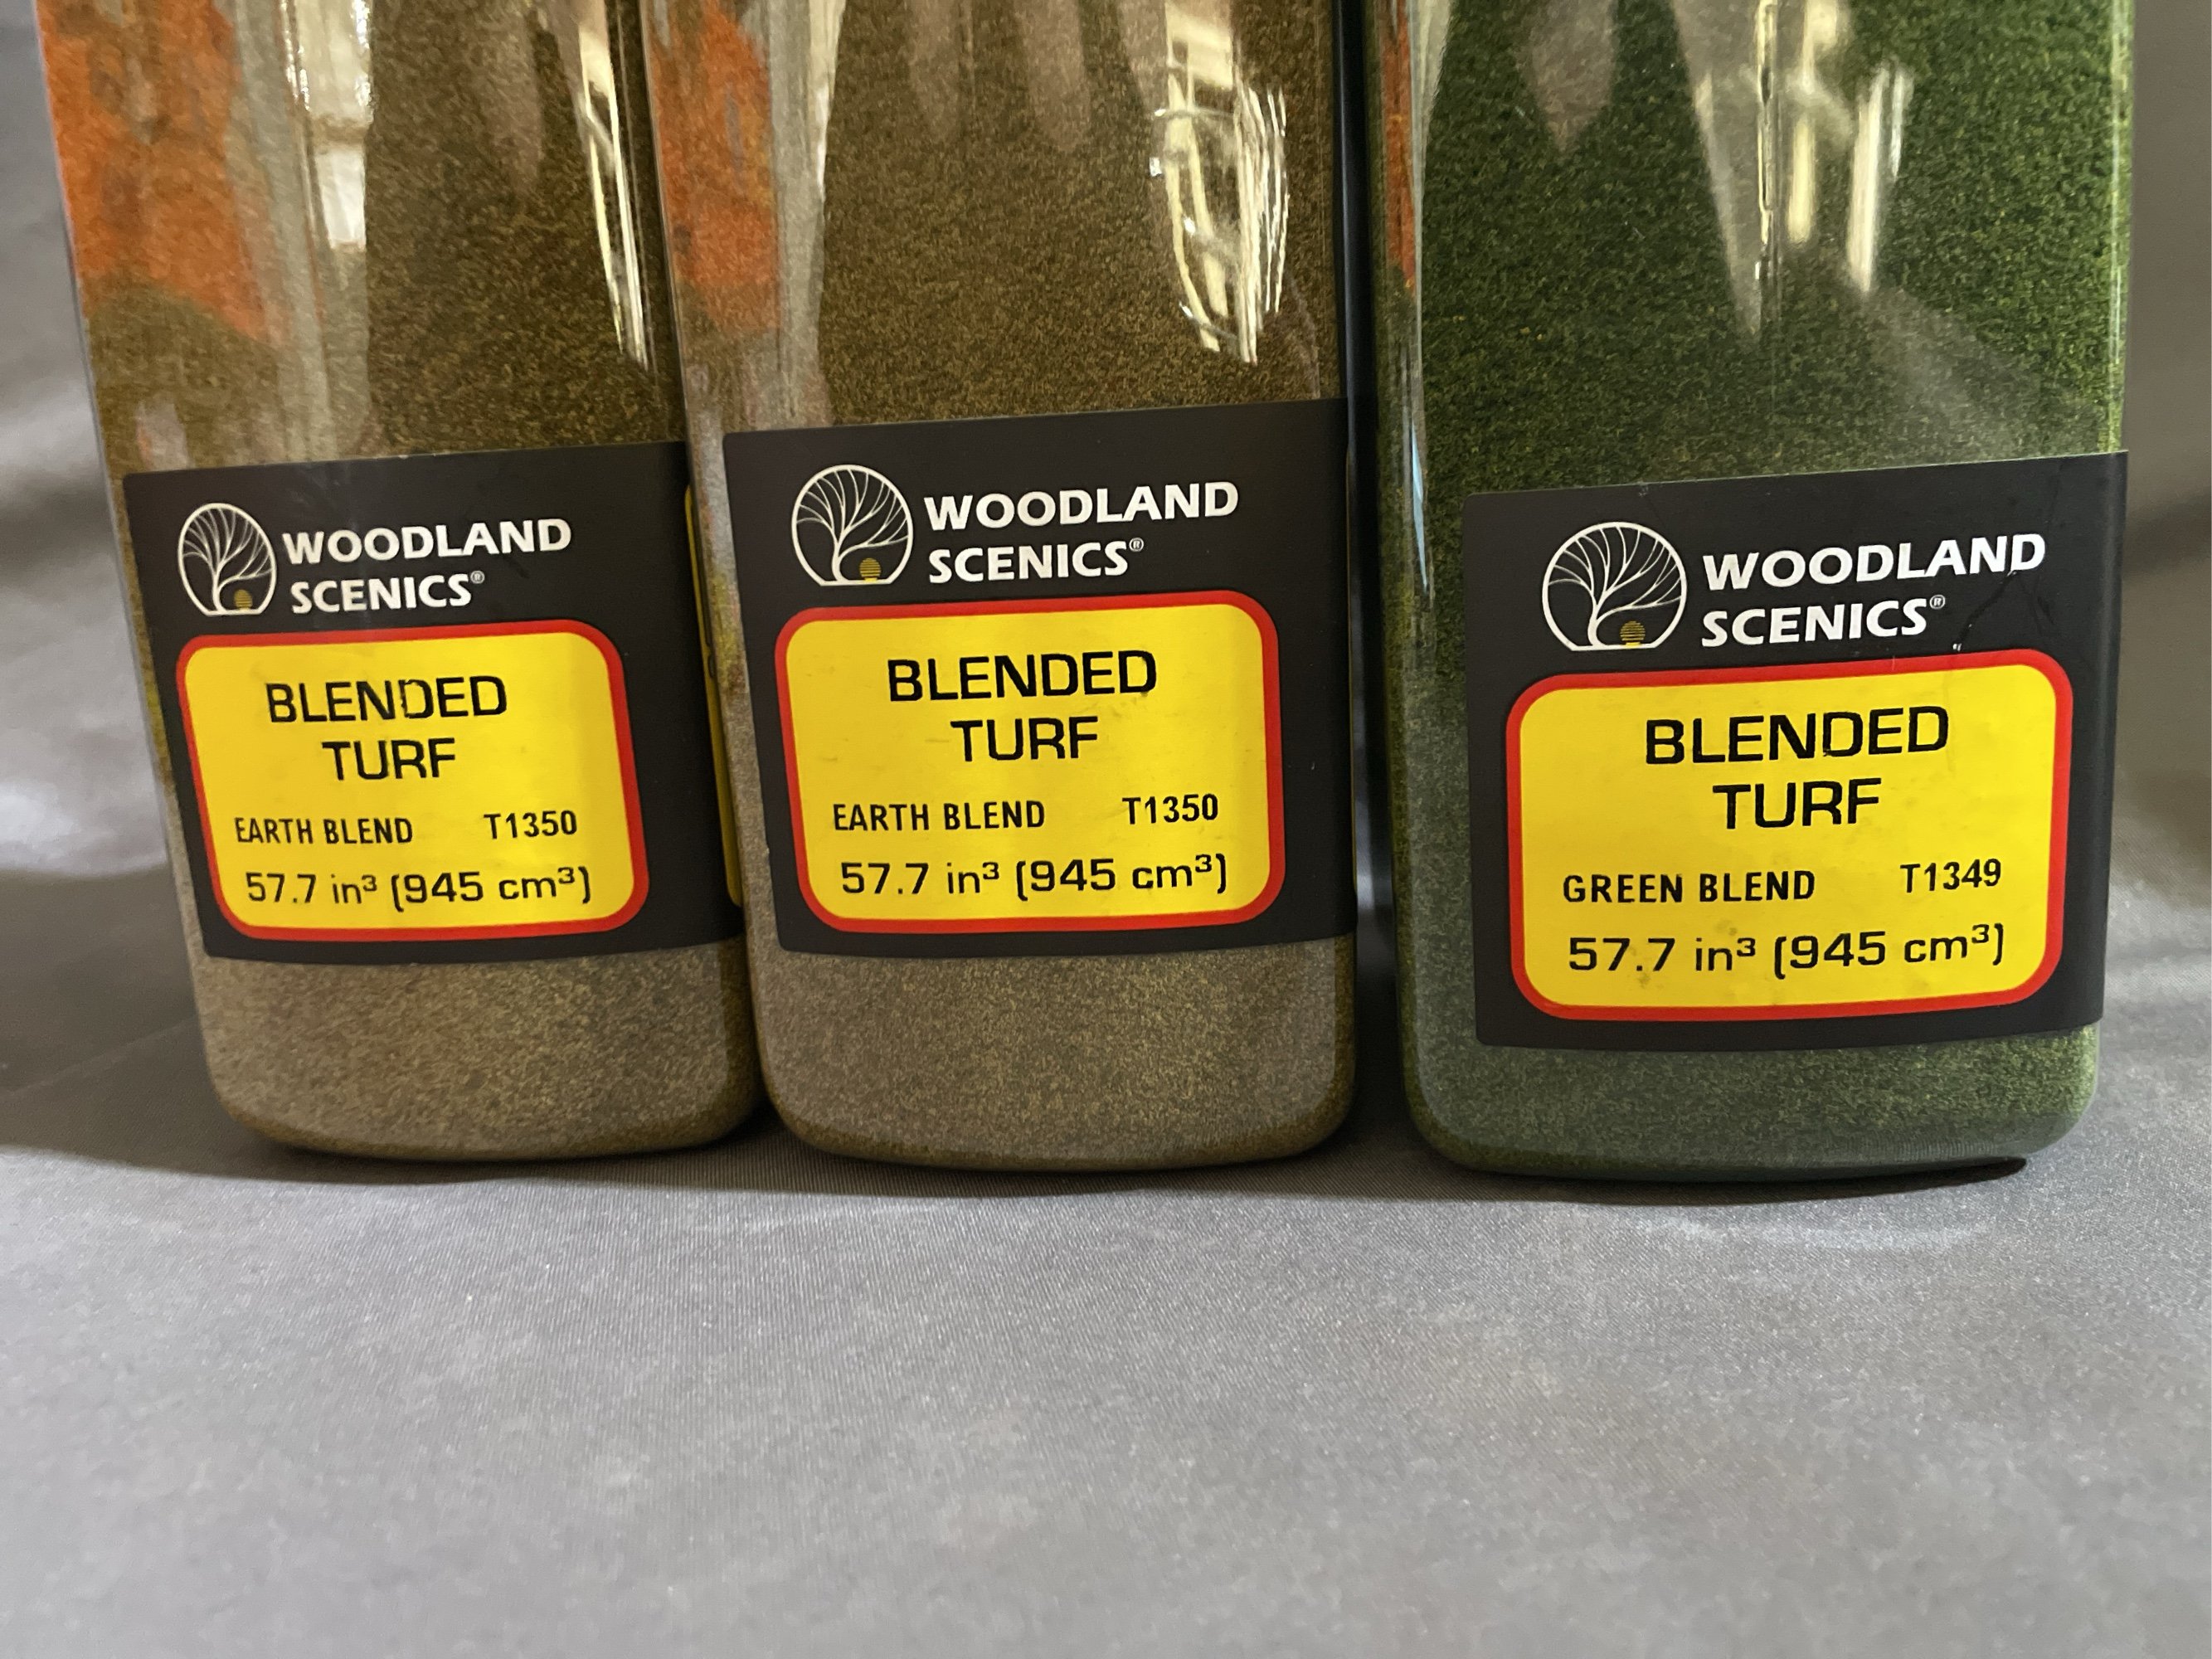 WOODLAND
SCENICS®
BLENDED
TURF
EARTH BLEND T1350
57.7 in³ (945 cm³)
WOODLAND
SCENICS®
BLENDED
TURF
EARTH BLEND T1350
57.7 in³ (945 cm³)
WOODLAND
SCENICS®
BLENDED
TURF
GREEN BLEND T1349
57.7 in³ (945 cm³)